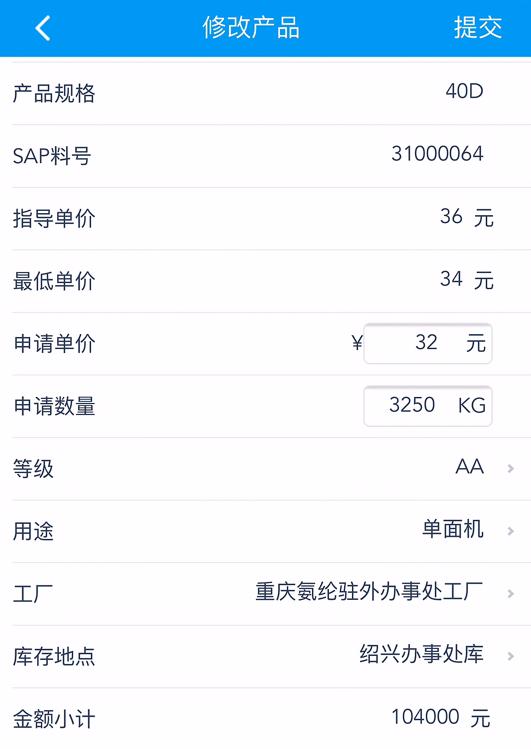 修改产品 提交
产品规格 40D
SAP料号 31000064
指导单价 36 元
最低单价 34 元
申请单价 ¥ 32 元
申请数量 3250 KG
等级 AA
用途 单面机
工厂 重庆氨纶驻外办事处工厂
库存地点 绍兴办事处库
金额小计 104000 元